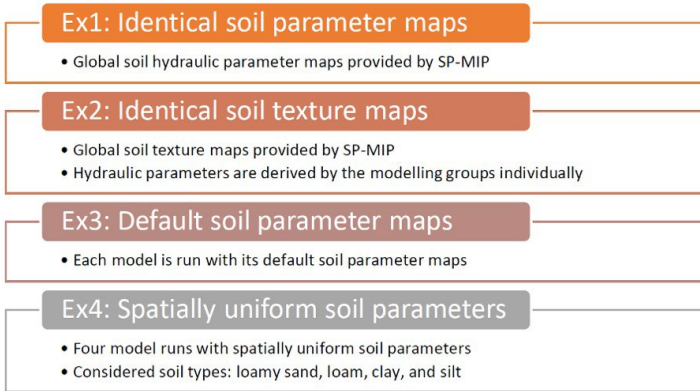 Ex1: Identical soil parameter maps
• Global soil hydraulic parameter maps provided by SP-MIP
Ex2: Identical soil texture maps
• Global soil texture maps provided by SP-MIP
• Hydraulic parameters are derived by the modelling groups individually
Ex3: Default soil parameter maps
• Each model is run with its default soil parameter maps
Ex4: Spatially uniform soil parameters
• Four model runs with spatially uniform soil parameters
• Considered soil types: loamy sand, loam, clay, and silt